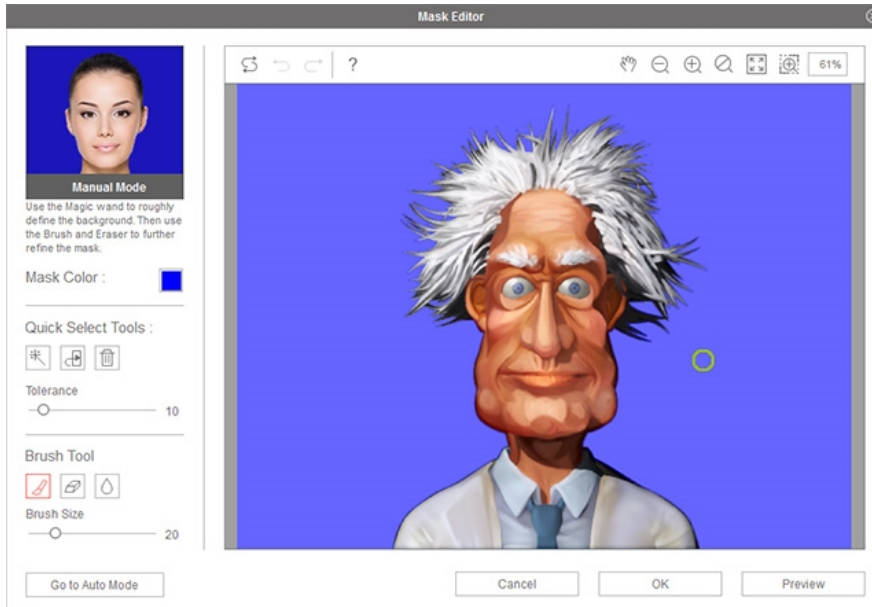 Mask Editor
?
61%
Manual Mode
Use the Magic wand to roughly
define the background. Then use
the Brush and Eraser to further
refine the mask.
Mask Color :
Quick Select Tools :
Tolerance
10
Brush Tool
Brush Size
20
Go to Auto Mode
Cancel
OK
Preview